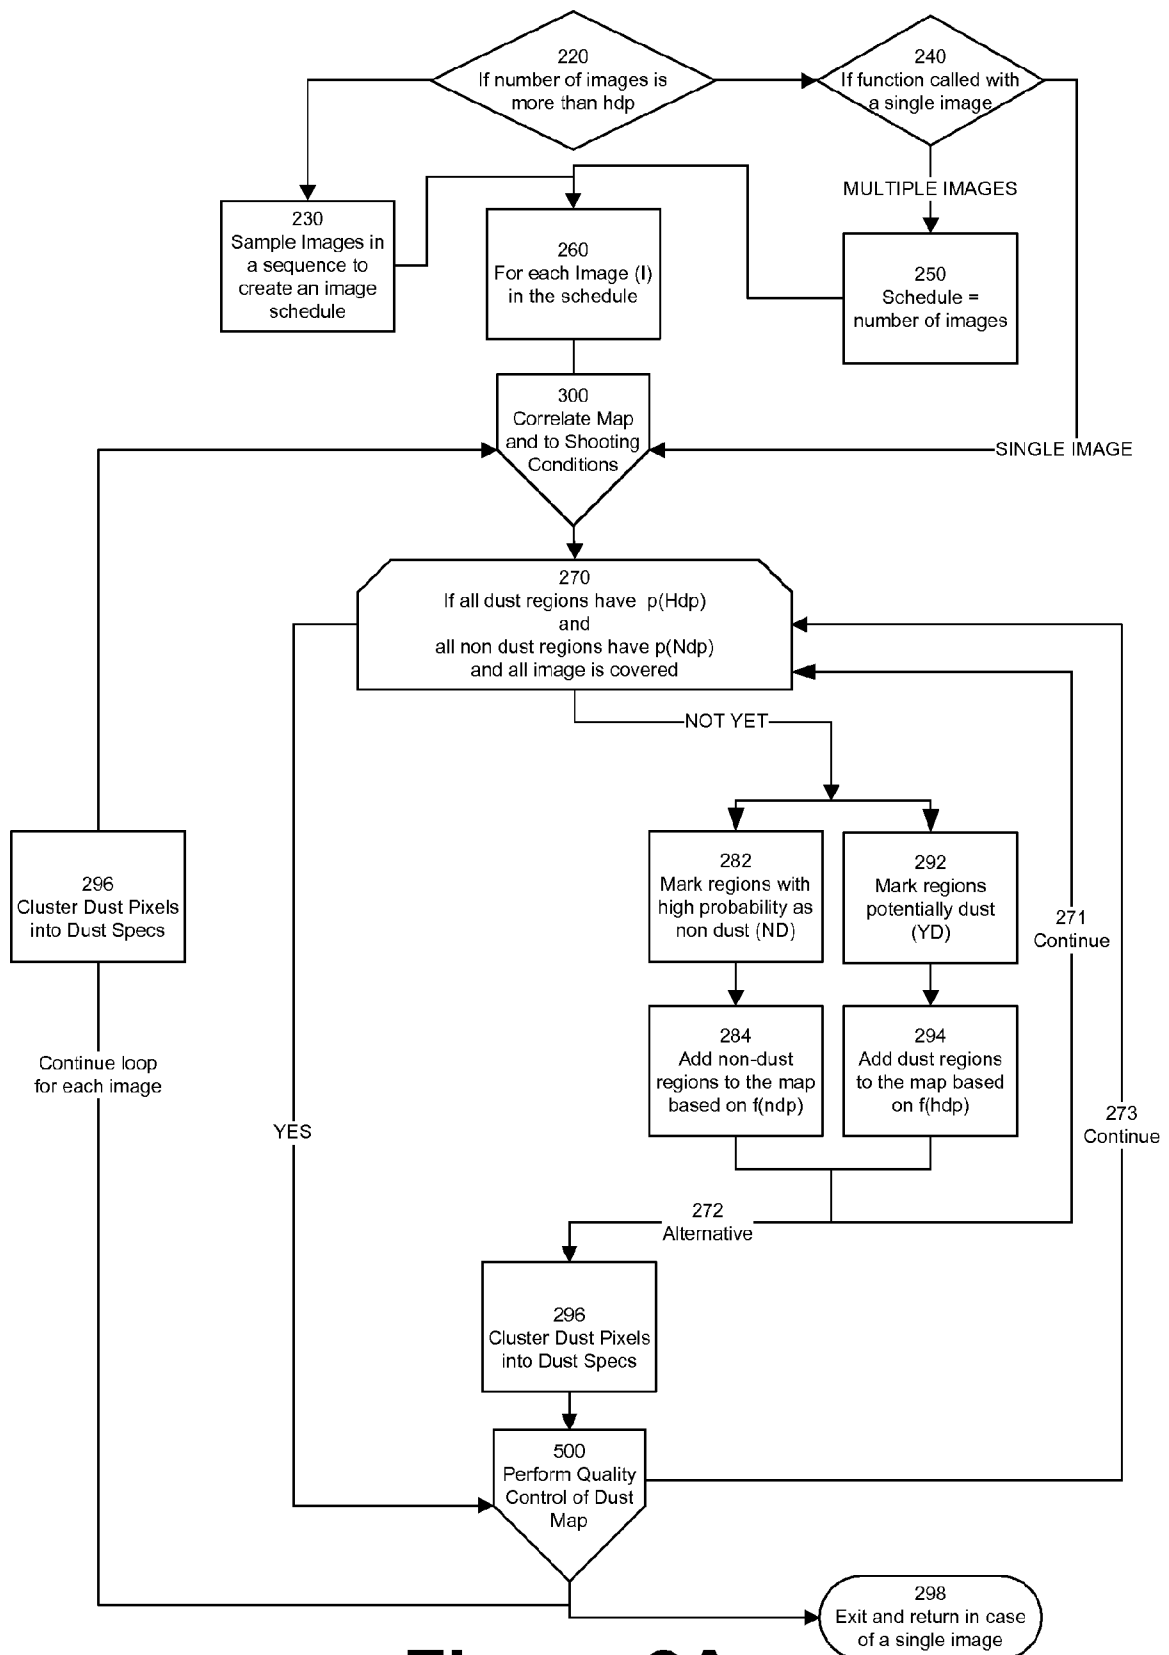 220
If number of images is
more than hdp
240
If function called with
a single image
MULTIPLE IMAGES
230
Sample Images in
a sequence to
create an image
schedule
260
For each Image (I)
in the schedule
250
Schedule =
number of images
300
Correlate Map
and to Shooting
Conditions
SINGLE IMAGE
270
If all dust regions have p(Hdp)
and
all non dust regions have p(Ndp)
and all image is covered
NOT YET
296
Cluster Dust Pixels
into Dust Specs
282
Mark regions with
high probability as
non dust (ND)
292
Mark regions
potentially dust
(YD)
271
Continue
284
Add non-dust
regions to the map
based on f(ndp)
294
Add dust regions
to the map based
on f(hdp)
Continue loop
for each image
YES
273
Continue
272
Alternative
296
Cluster Dust Pixels
into Dust Specs
500
Perform Quality
Control of Dust
Map
298
Exit and return in case
of a single image